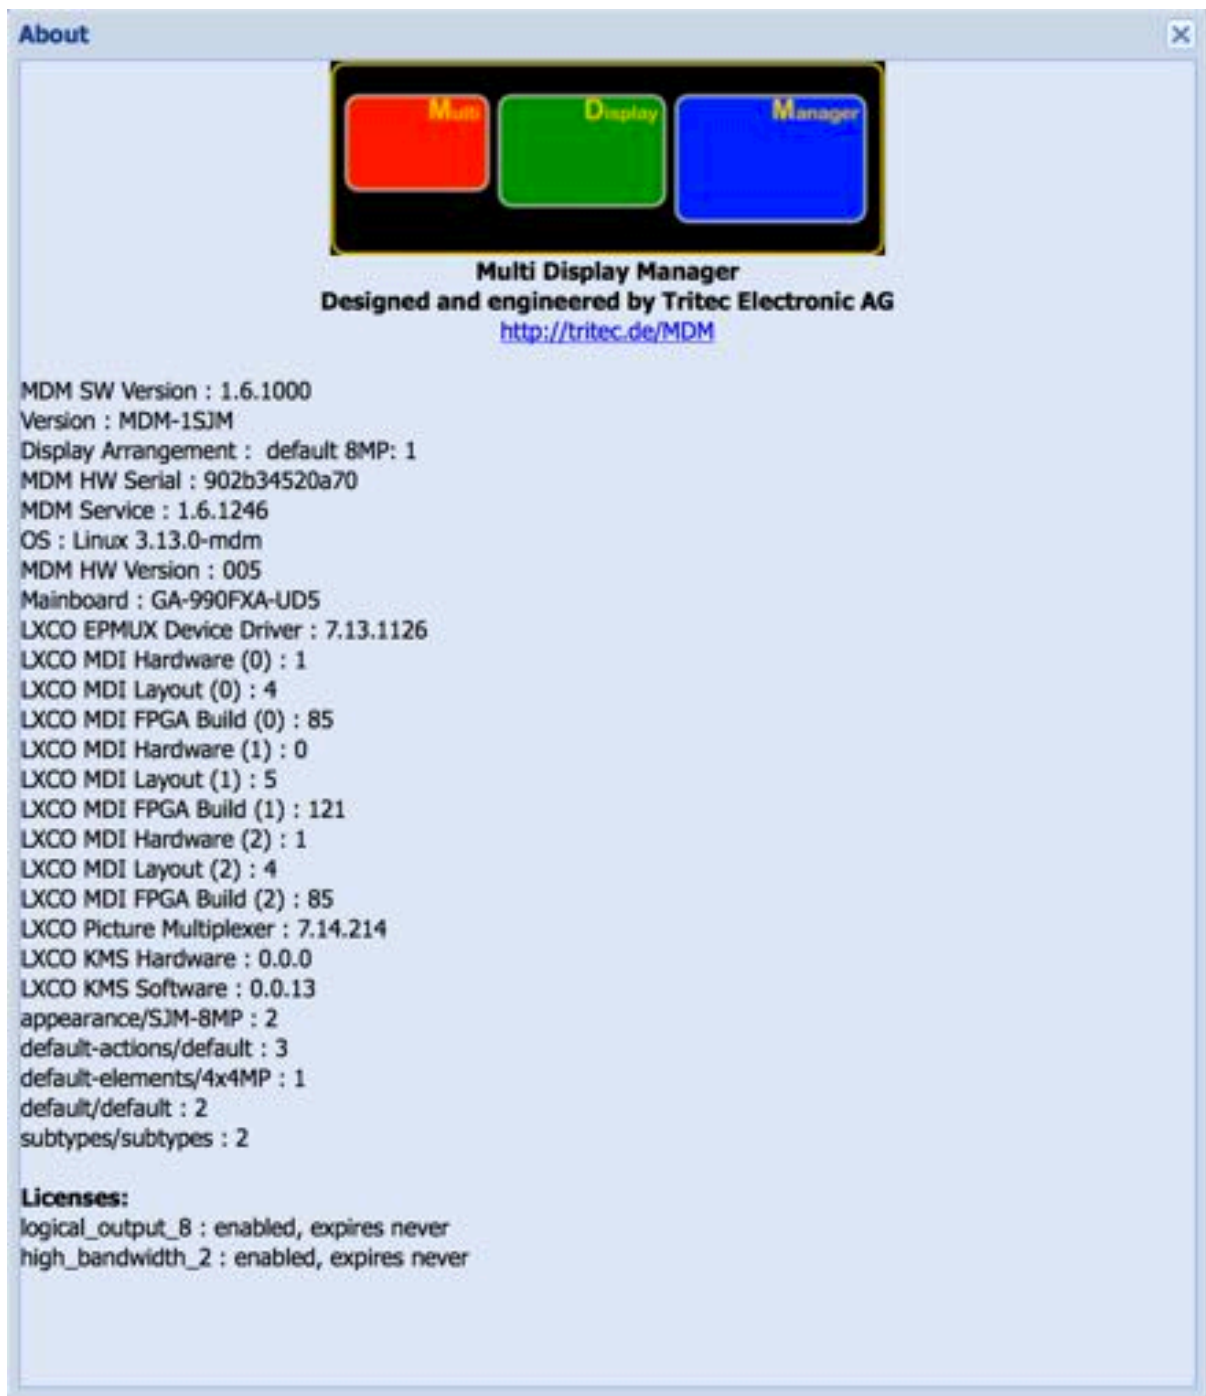 About
Multi Display Manager
Multi Display Manager
Designed and engineered by Tritec Electronic AG
http://tritec.de/MDM
MDM SW Version : 1.6.1000
Version : MDM-1SJM
Display Arrangement :  default 8MP: 1
MDM HW Serial : 902b34520a70
MDM Service : 1.6.1246
OS : Linux 3.13.0-mdm
MDM HW Version : 005
Mainboard : GA-990FXA-UD5
LXCO EPMUX Device Driver : 7.13.1126
LXCO MDI Hardware (0) : 1
LXCO MDI Layout (0) : 4
LXCO MDI FPGA Build (0) : 85
LXCO MDI Hardware (1) : 0
LXCO MDI Layout (1) : 5
LXCO MDI FPGA Build (1) : 121
LXCO MDI Hardware (2) : 1
LXCO MDI Layout (2) : 4
LXCO MDI FPGA Build (2) : 85
LXCO Picture Multiplexer : 7.14.214
LXCO KMS Hardware : 0.0.0
LXCO KMS Software : 0.0.13
appearance/SJM-8MP : 2
default-actions/default : 3
default-elements/4x4MP : 1
default/default : 2
subtypes/subtypes : 2
Licenses:
logical_output_8 : enabled, expires never
high_bandwidth_2 : enabled, expires never